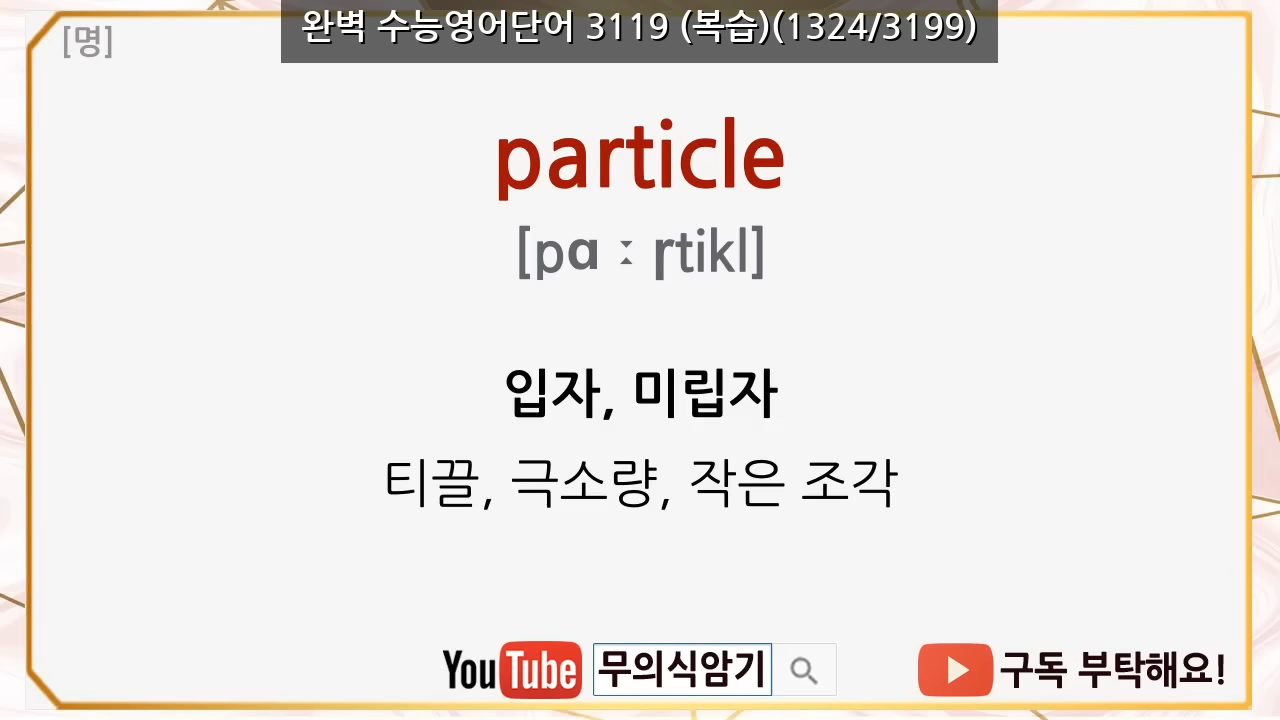 완벽 수능영어단어 3119 (복습)(1324/3199)
[명]
particle
[pɑːrtikl]
입자, 미립자
티끌, 극소량, 작은 조각
YouTube 무의식암기 구독 부탁해요!